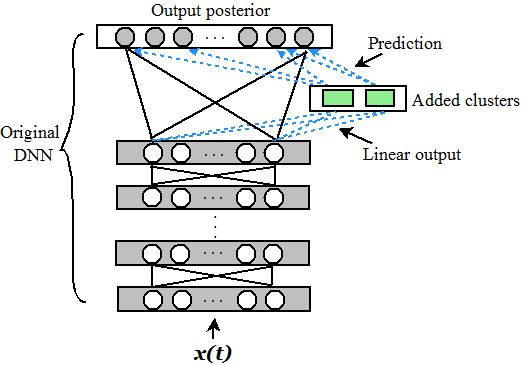 Output posterior
Prediction
Added clusters
Original
DNN
Linear output
x(t)